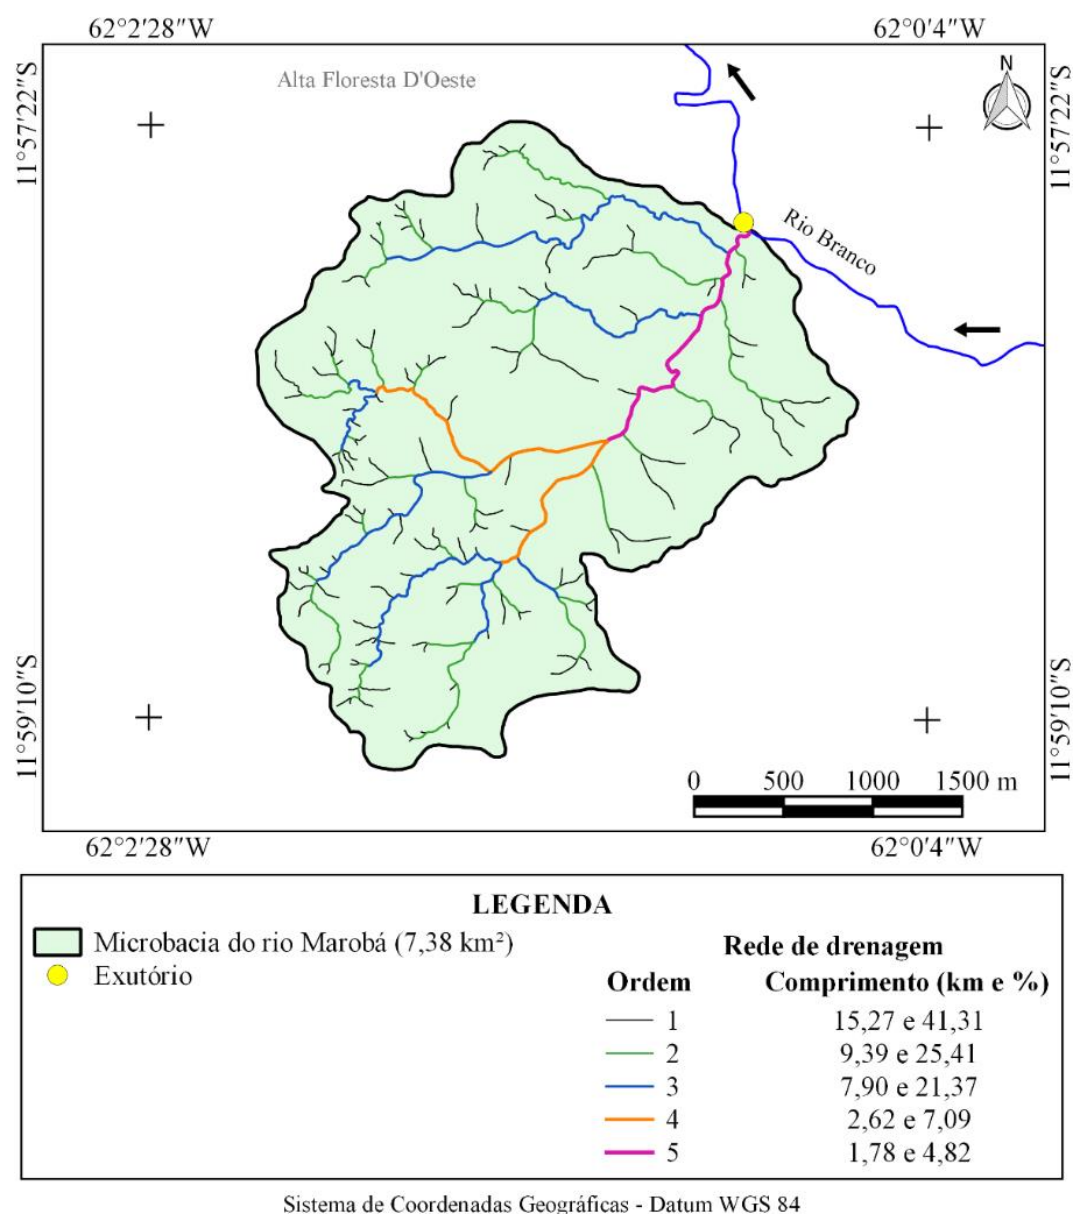 62°2'28"W 62°0'4"W
Alta Floresta D'Oeste
N
11°57'22"S 11°57'22"S
Rio Branco
11°59'10"S 11°59'10"S
0 500 1000 1500 m
62°2'28"W 62°0'4"W
LEGENDA
Microbacia do rio Marobá (7,38 km²)
Exutório
Rede de drenagem
Ordem Comprimento (km e %)
1 15,27 e 41,31
2 9,39 e 25,41
3 7,90 e 21,37
4 2,62 e 7,09
5 1,78 e 4,82
Sistema de Coordenadas Geográficas - Datum WGS 84